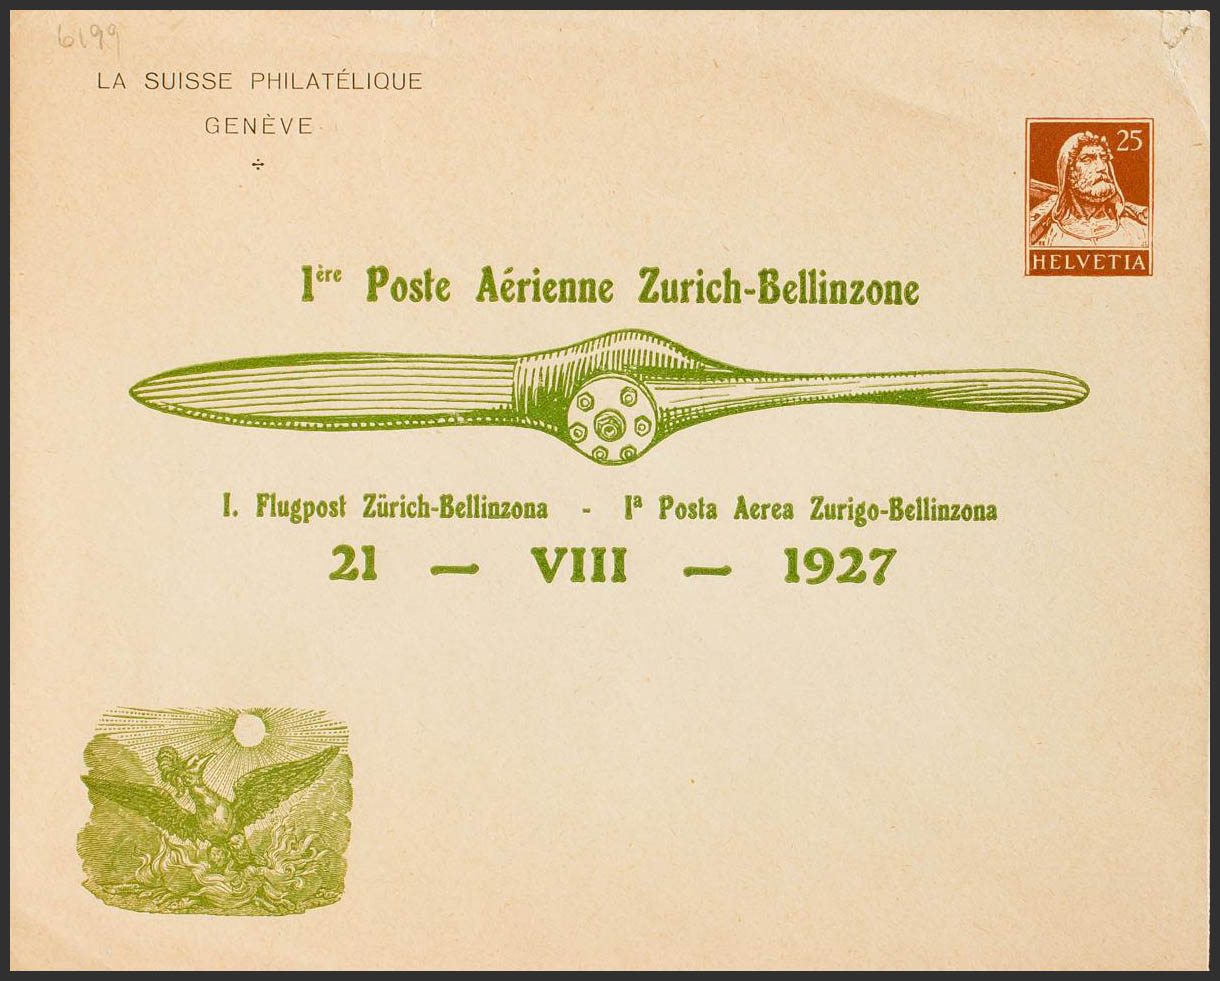 6199
LA SUISSE PHILATÉLIQUE
GENÈVE
25
HELVETIA
1ère Poste Aérienne Zurich-Bellinzone
I. Flugpost Zürich-Bellinzona - 1ª Posta Aerea Zurigo-Bellinzona
21 — VIII — 1927